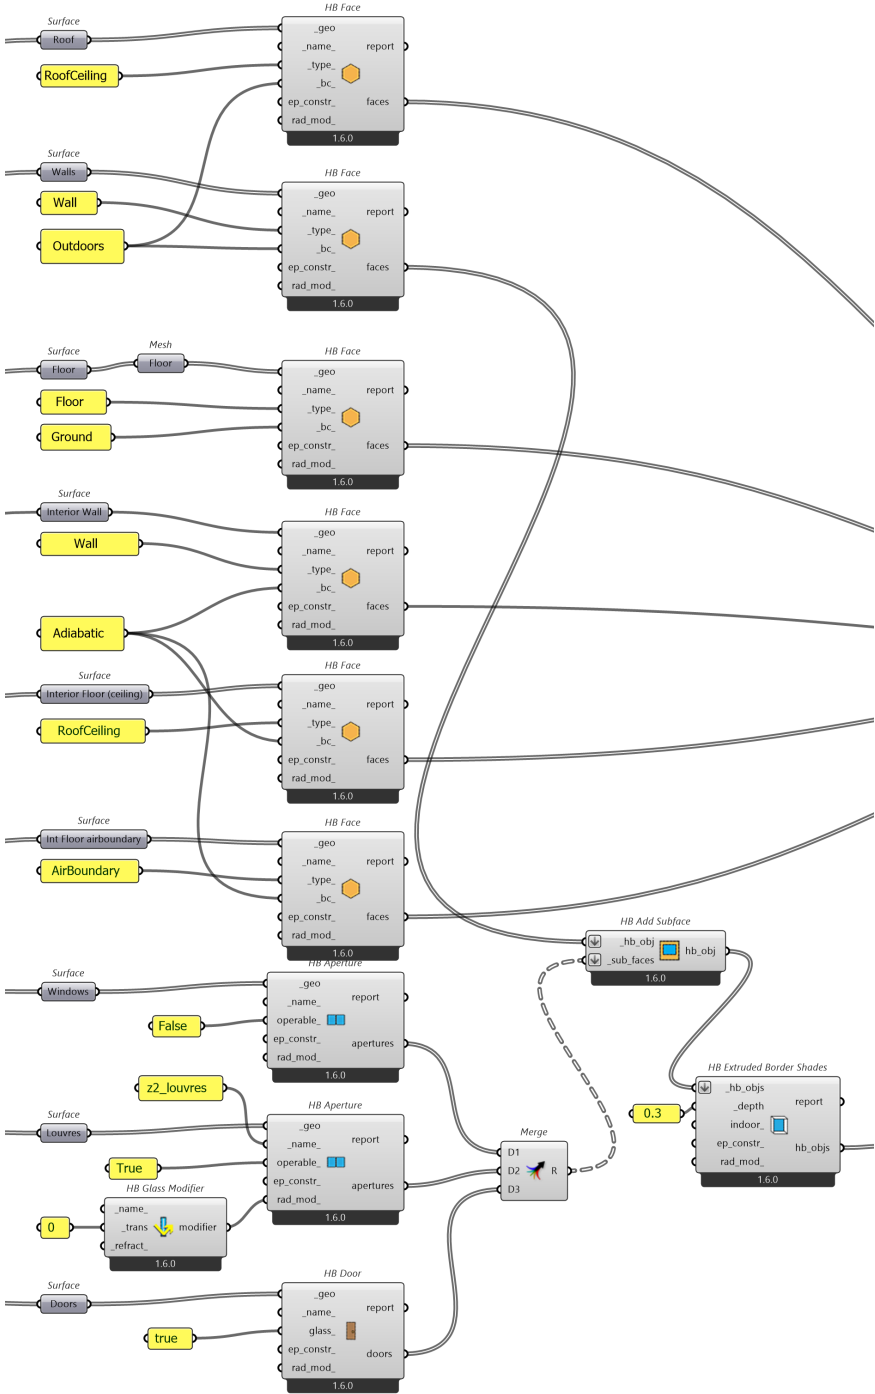 HB Face
Surface
Roof
RoofCeiling
_geo
_name_
_type_
_bc_
ep_constr_
rad_mod_
report
faces
1.6.0
Surface
Walls
Wall
Outdoors
HB Face
_geo
_name_
_type_
_bc_
ep_constr_
rad_mod_
report
faces
1.6.0
Surface
Floor
Mesh
Floor
Floor
Ground
HB Face
_geo
_name_
_type_
_bc_
ep_constr_
rad_mod_
report
faces
1.6.0
Surface
Interior Wall
Wall
Adiabatic
HB Face
_geo
_name_
_type_
_bc_
ep_constr_
rad_mod_
report
faces
1.6.0
Surface
Interior Floor (ceiling)
RoofCeiling
HB Face
_geo
_name_
_type_
_bc_
ep_constr_
rad_mod_
report
faces
1.6.0
Surface
Int Floor airboundary
AirBoundary
HB Face
_geo
_name_
_type_
_bc_
ep_constr_
rad_mod_
report
faces
1.6.0
HB Add Subface
_hb_obj
_sub_faces
hb_obj
1.6.0
Surface
Windows
False
HB Aperture
_geo
_name_
operable_
ep_constr_
rad_mod_
report
apertures
1.6.0
HB Extruded Border Shades
0.3
_hb_objs
_depth
indoor_
ep_constr_
rad_mod_
report
hb_objs
1.6.0
z2_louvres
Surface
Louvres
True
HB Aperture
_geo
_name_
operable_
ep_constr_
rad_mod_
report
apertures
1.6.0
Merge
D1
D2
D3
R
HB Glass Modifier
0
_name_
_trans
_refract_
modifier
1.6.0
Surface
Doors
true
HB Door
_geo
_name_
glass_
ep_constr_
rad_mod_
report
doors
1.6.0